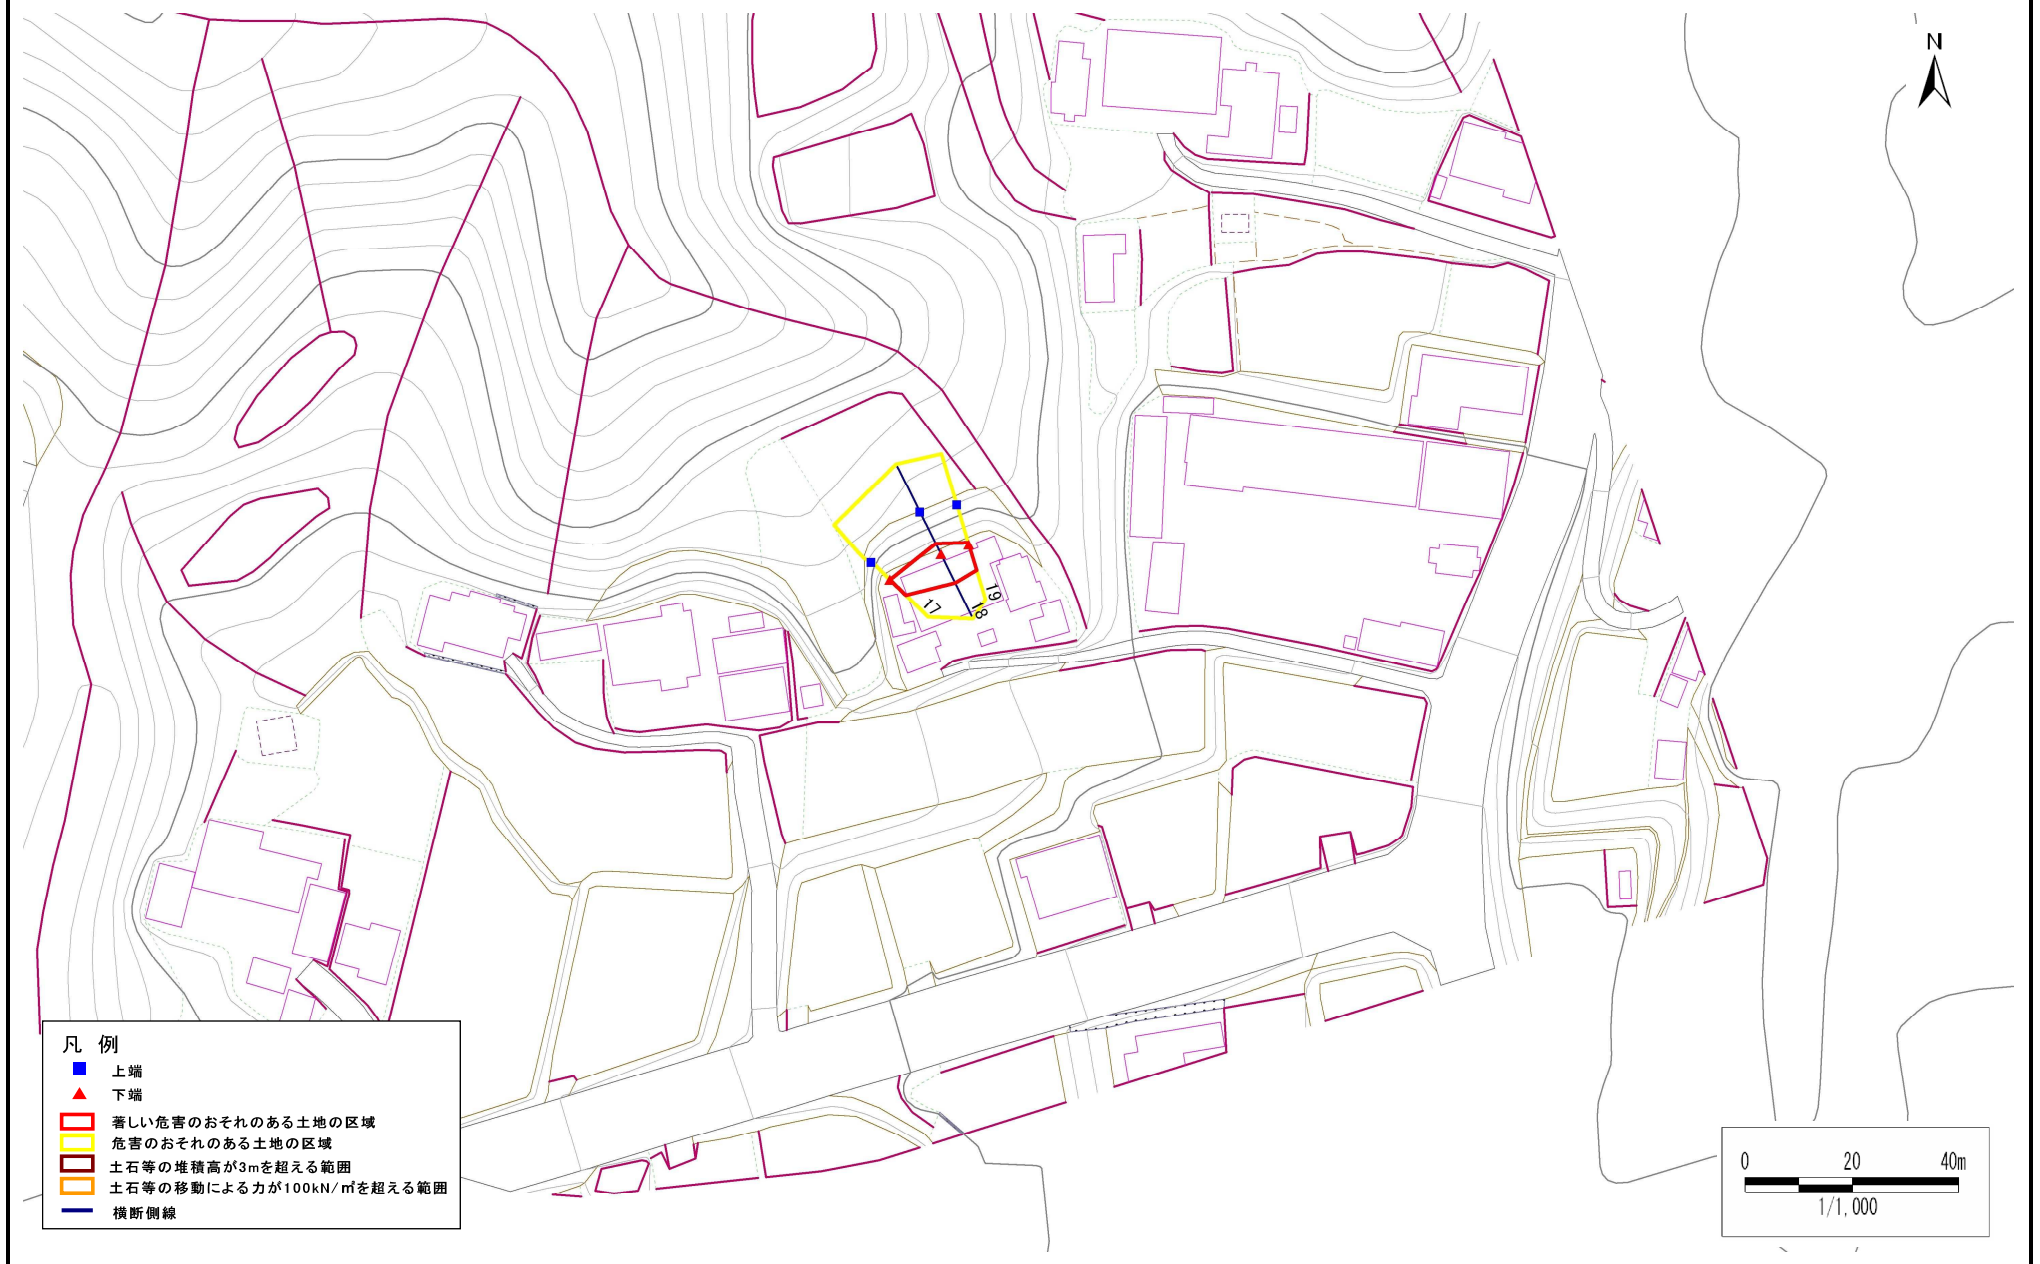 N
17
18
19
凡 例
上端
下端
著しい危害のおそれのある土地の区域
危害のおそれのある土地の区域
土石等の堆積高が3mを超える範囲
土石等の移動による力が100kN/㎡を超える範囲
横断側線
0 20 40m
1/1,000